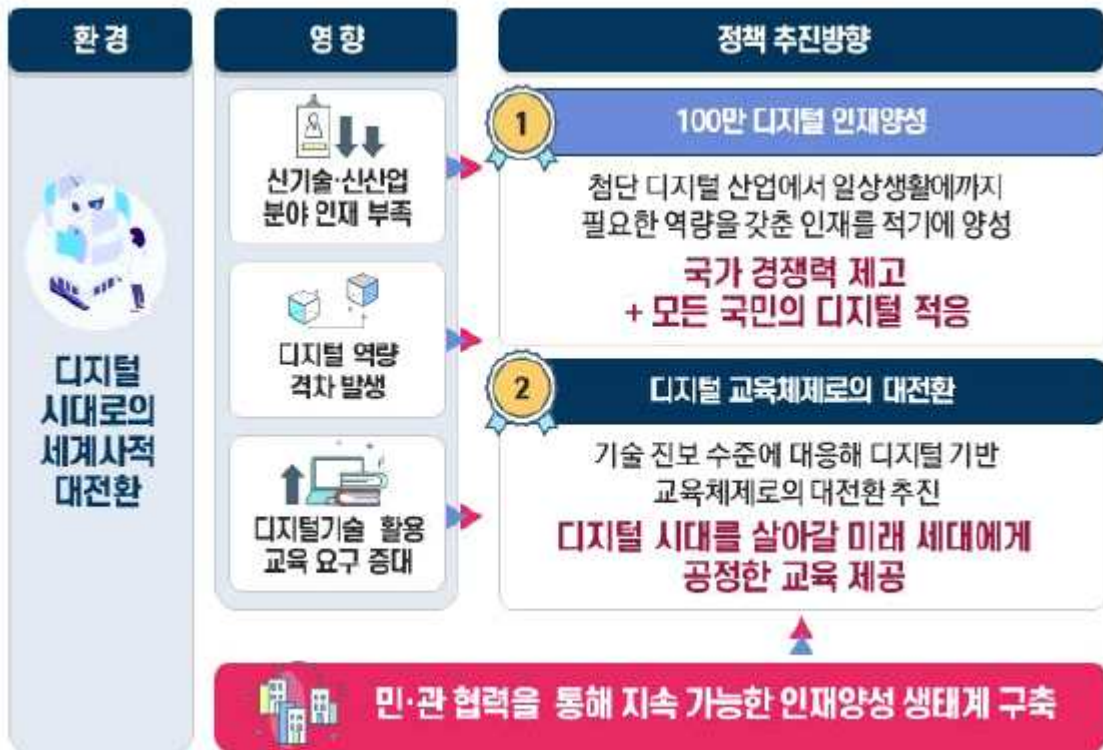 환경
디지털
시대로의
세계사적
대전환
영향
신기술·신산업
분야 인재 부족
디지털 역량
격차 발생
디지털기술 활용
교육 요구 증대
정책 추진방향
1
100만 디지털 인재양성
첨단 디지털 산업에서 일상생활에까지
필요한 역량을 갖춘 인재를 적기에 양성
국가 경쟁력 제고
+ 모든 국민의 디지털 적응
2
디지털 교육체제로의 대전환
기술 진보 수준에 대응해 디지털 기반
교육체제로의 대전환 추진
디지털 시대를 살아갈 미래 세대에게
공정한 교육 제공
민·관 협력을 통해 지속 가능한 인재양성 생태계 구축